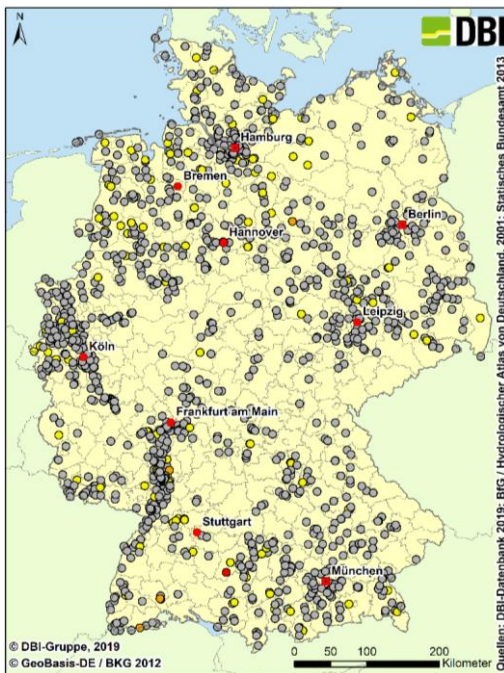 N
DBI
Hamburg
Bremen
Berlin
Hannover
Leipzig
Köln
Frankfurt am Main
Stuttgart
München
© DBI-Gruppe, 2019
© GeoBasis-DE / BKG 2012
0 50 100 200
Kilometer
Quellen: DBI-Datenbank 2019; BfG / Hydrologischer Atlas von Deutschland, 2001; Statisches Bundesamt 2013